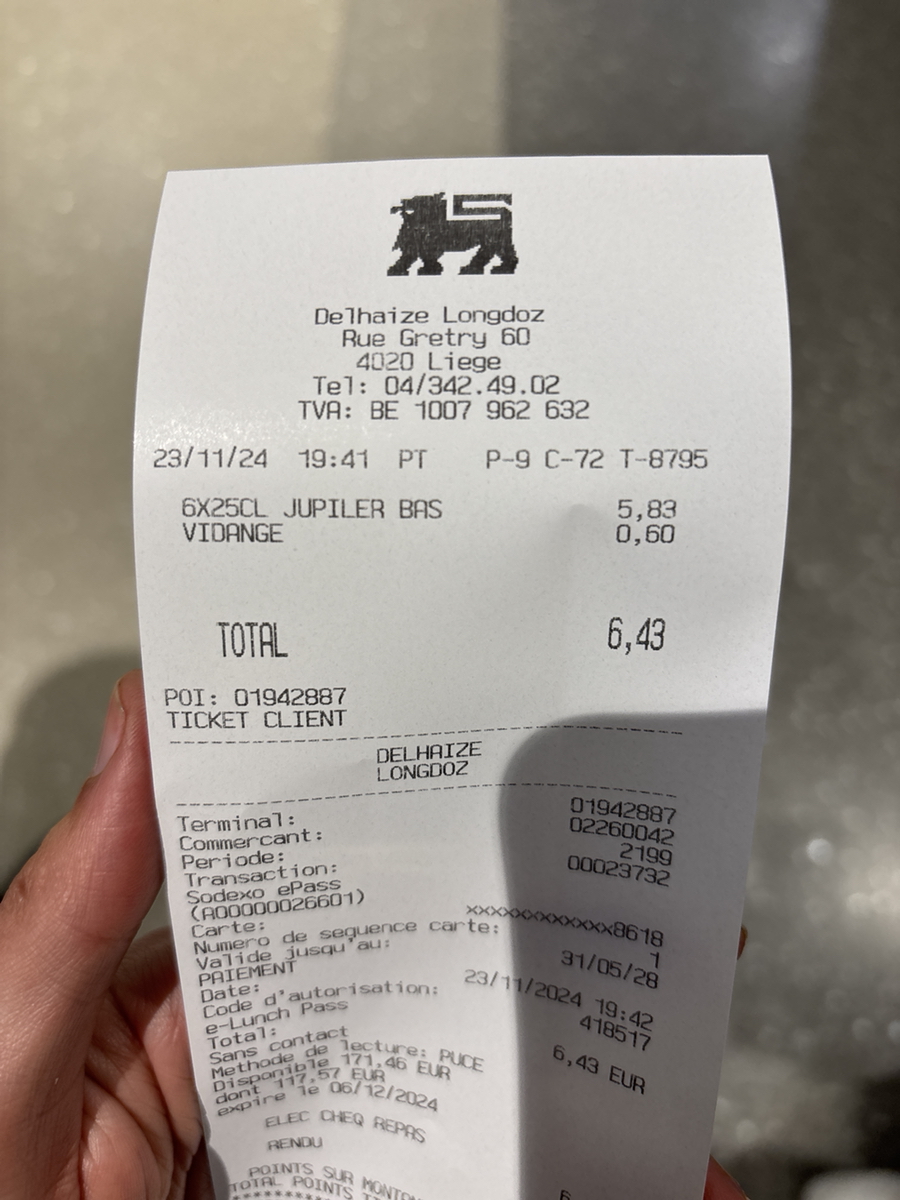 Delhaize Longdoz
Rue Gretry 60
4020 Liege
Tel: 04/342.49.02
TVA: BE 1007 962 632
23/11/24 19:41 PT P-9 C-72 T-8795
6X25CL JUPILER BAS 5,83
VIDANGE 0,60
TOTAL 6,43
POI: 01942887
TICKET CLIENT
DELHAIZE
LONGDOZ
Terminal: 01942887
Commercant: 02260042
Periode: 2199
Transaction: 00023732
Sodexo ePass
(A00000026601)
Carte: xxxxxxxxxxxxx8618
Numero de sequence carte: 1
Valide jusqu'au: 31/05/28
PAIEMENT
Date: 23/11/2024 19:42
Code d'autorisation: 418517
e-Lunch Pass
Total: 6,43 EUR
Sans contact
Methode de lecture: PUCE
Disponible 171,46 EUR
dont 117,57 EUR
expire le 06/12/2024
ELEC CHEQ REPAS
RENDU
POINTS SUR
TOTAL POINTS